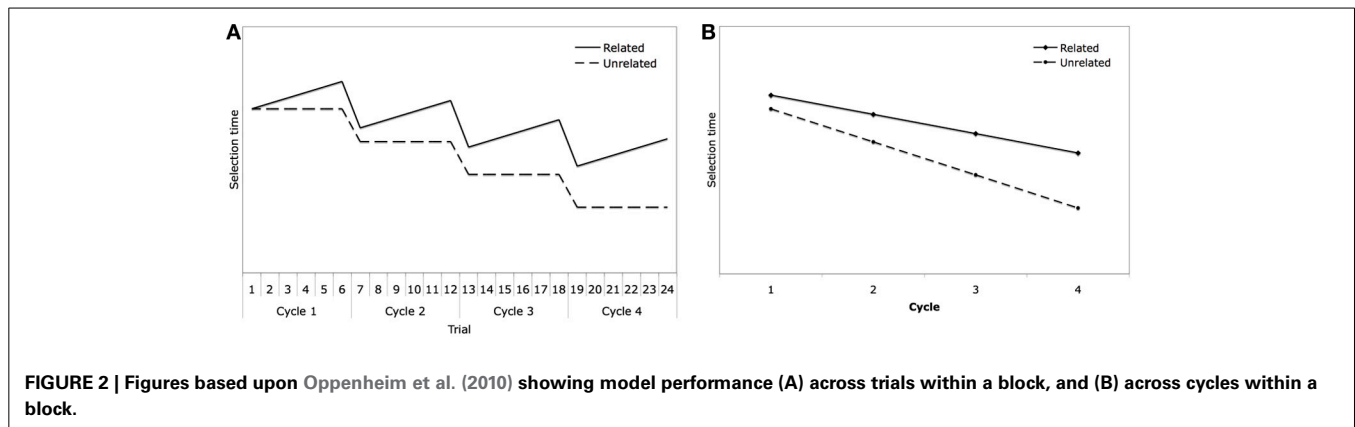 A
Related
Unrelated
Selection time
1 2 3 4 5 6 7 8 9 10 11 12 13 14 15 16 17 18 19 20 21 22 23 24
Cycle 1 Cycle 2 Cycle 3 Cycle 4
Trial
B
Related
Unrelated
Selection time
1 2 3 4
Cycle
FIGURE 2 | Figures based upon Oppenheim et al. (2010) showing model performance (A) across trials within a block, and (B) across cycles within a
block.